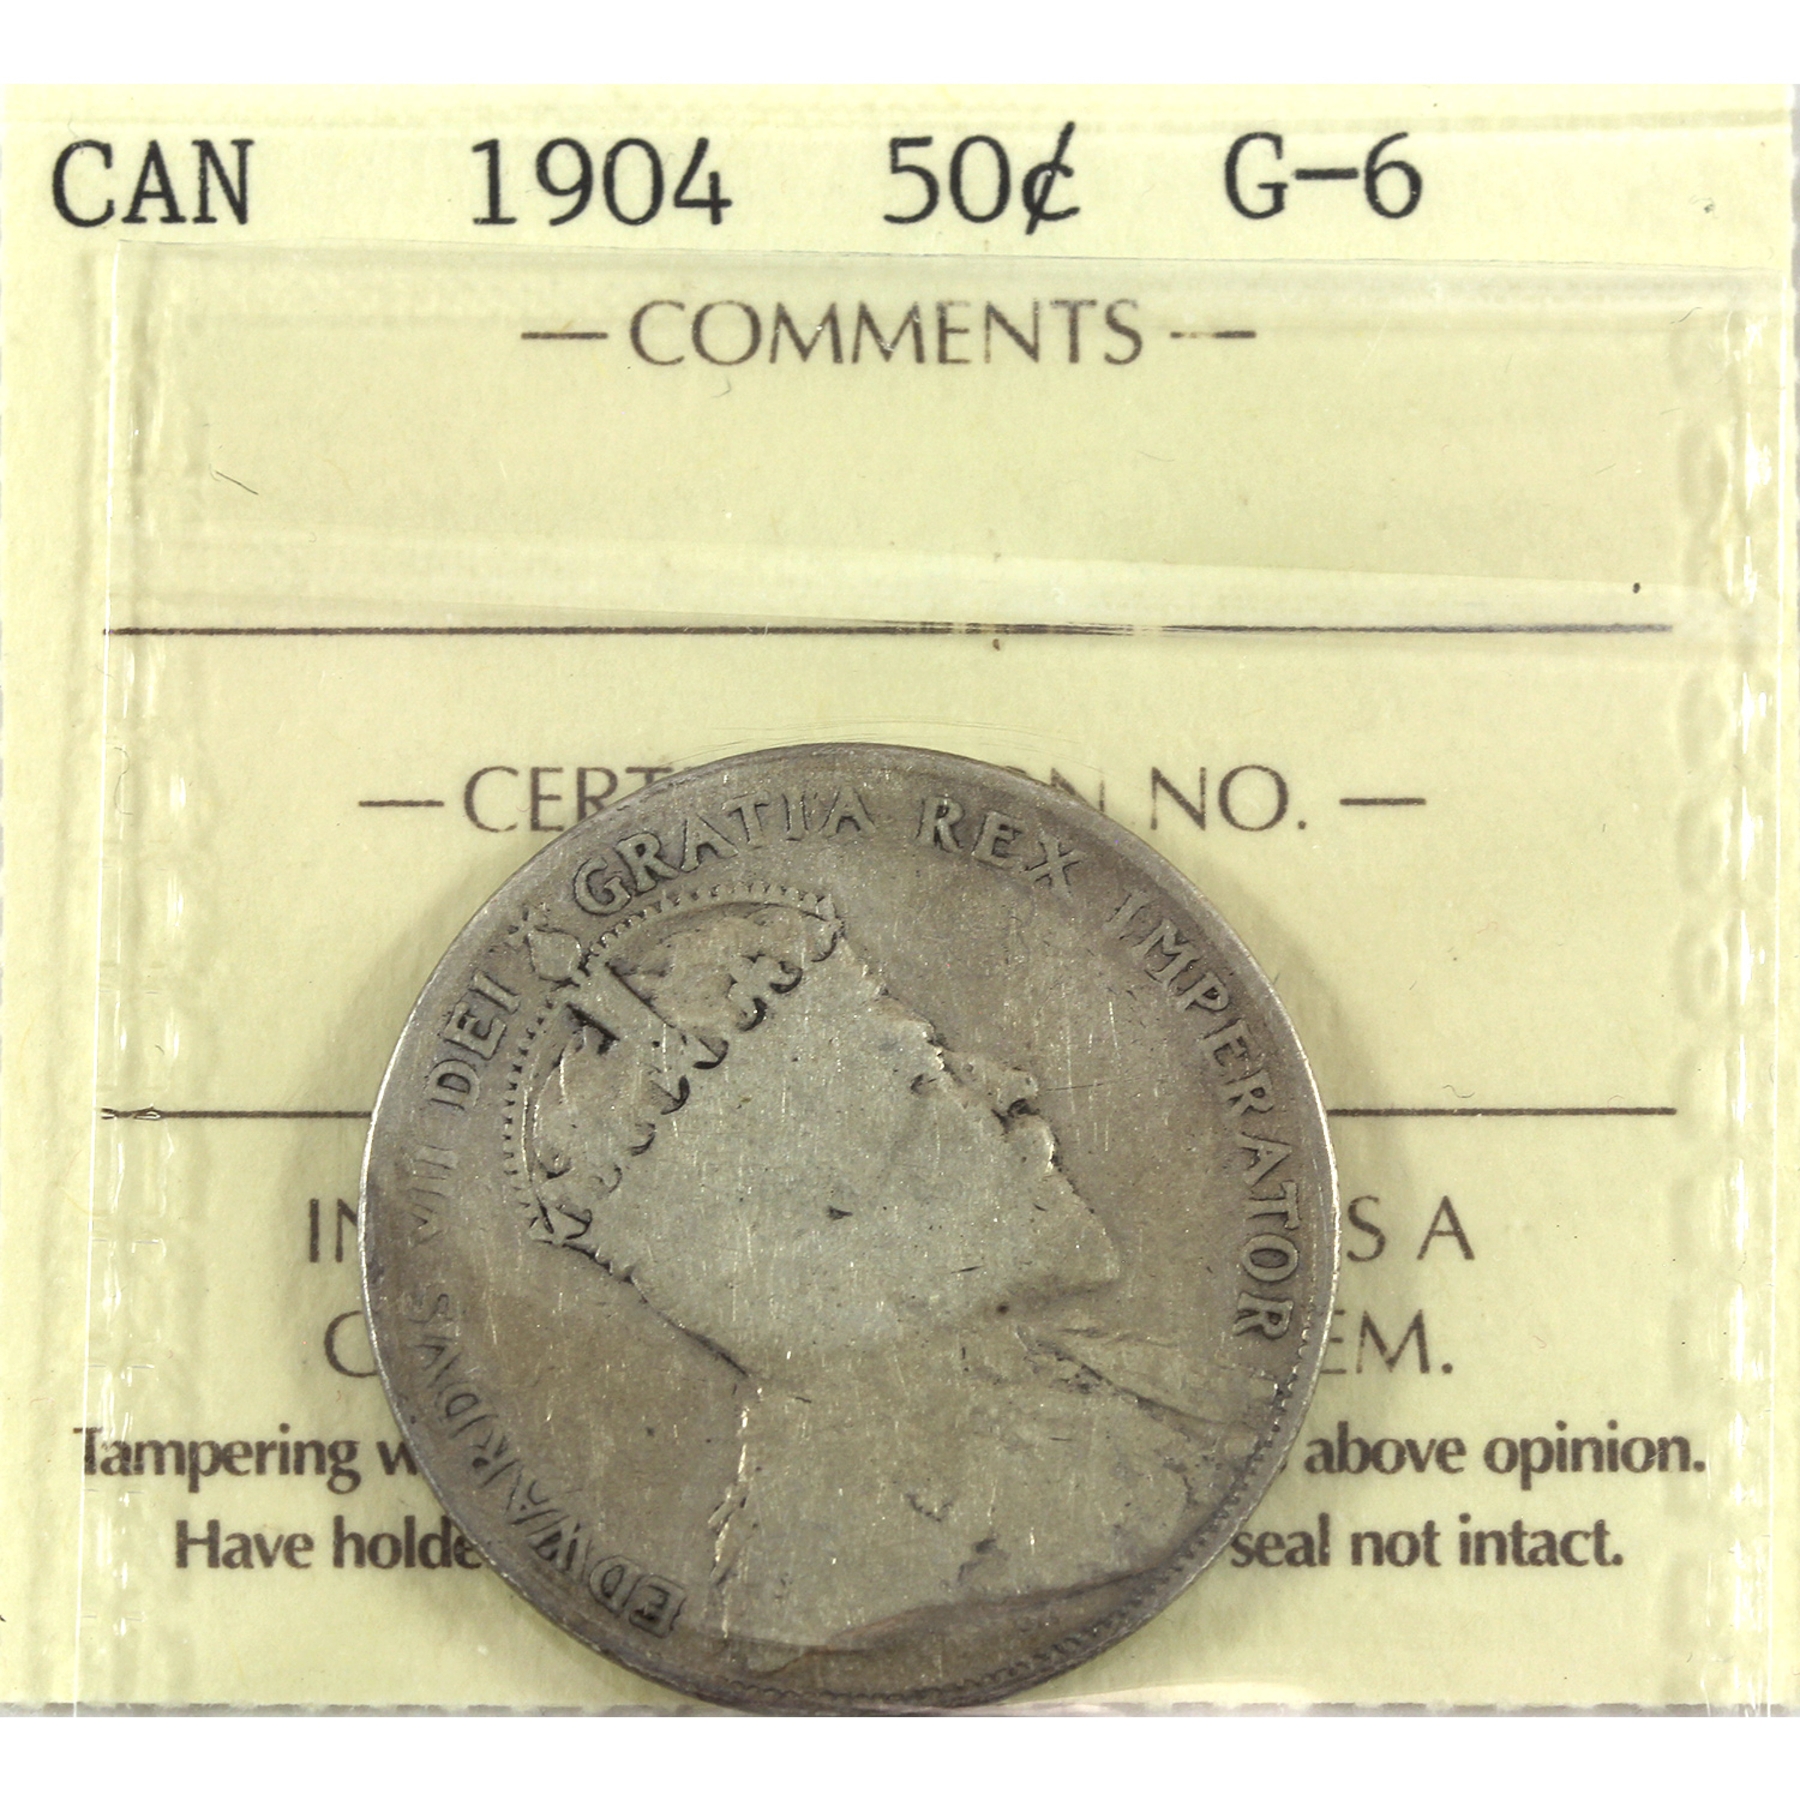 CAN 1904 50¢ G-6
— COMMENTS —
— CERT ON NO. —
IN S A
C EM.
Tampering w above opinion.
Have holde seal not intact.
EDWARDVS VII DEI GRATIA REX IMPERATOR